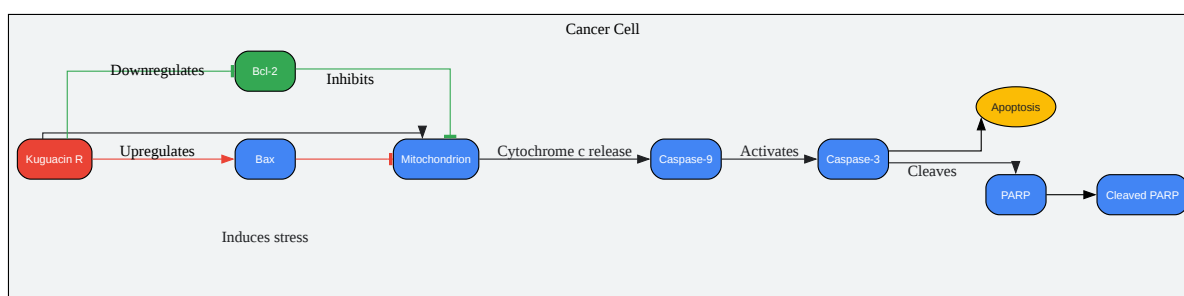 Cancer Cell
Downregulates
Bcl-2
Inhibits
Apoptosis
Kuguacin R
Upregulates
Bax
Mitochondrion
Cytochrome c release
Caspase-9
Activates
Caspase-3
Cleaves
PARP
Cleaved PARP
Induces stress